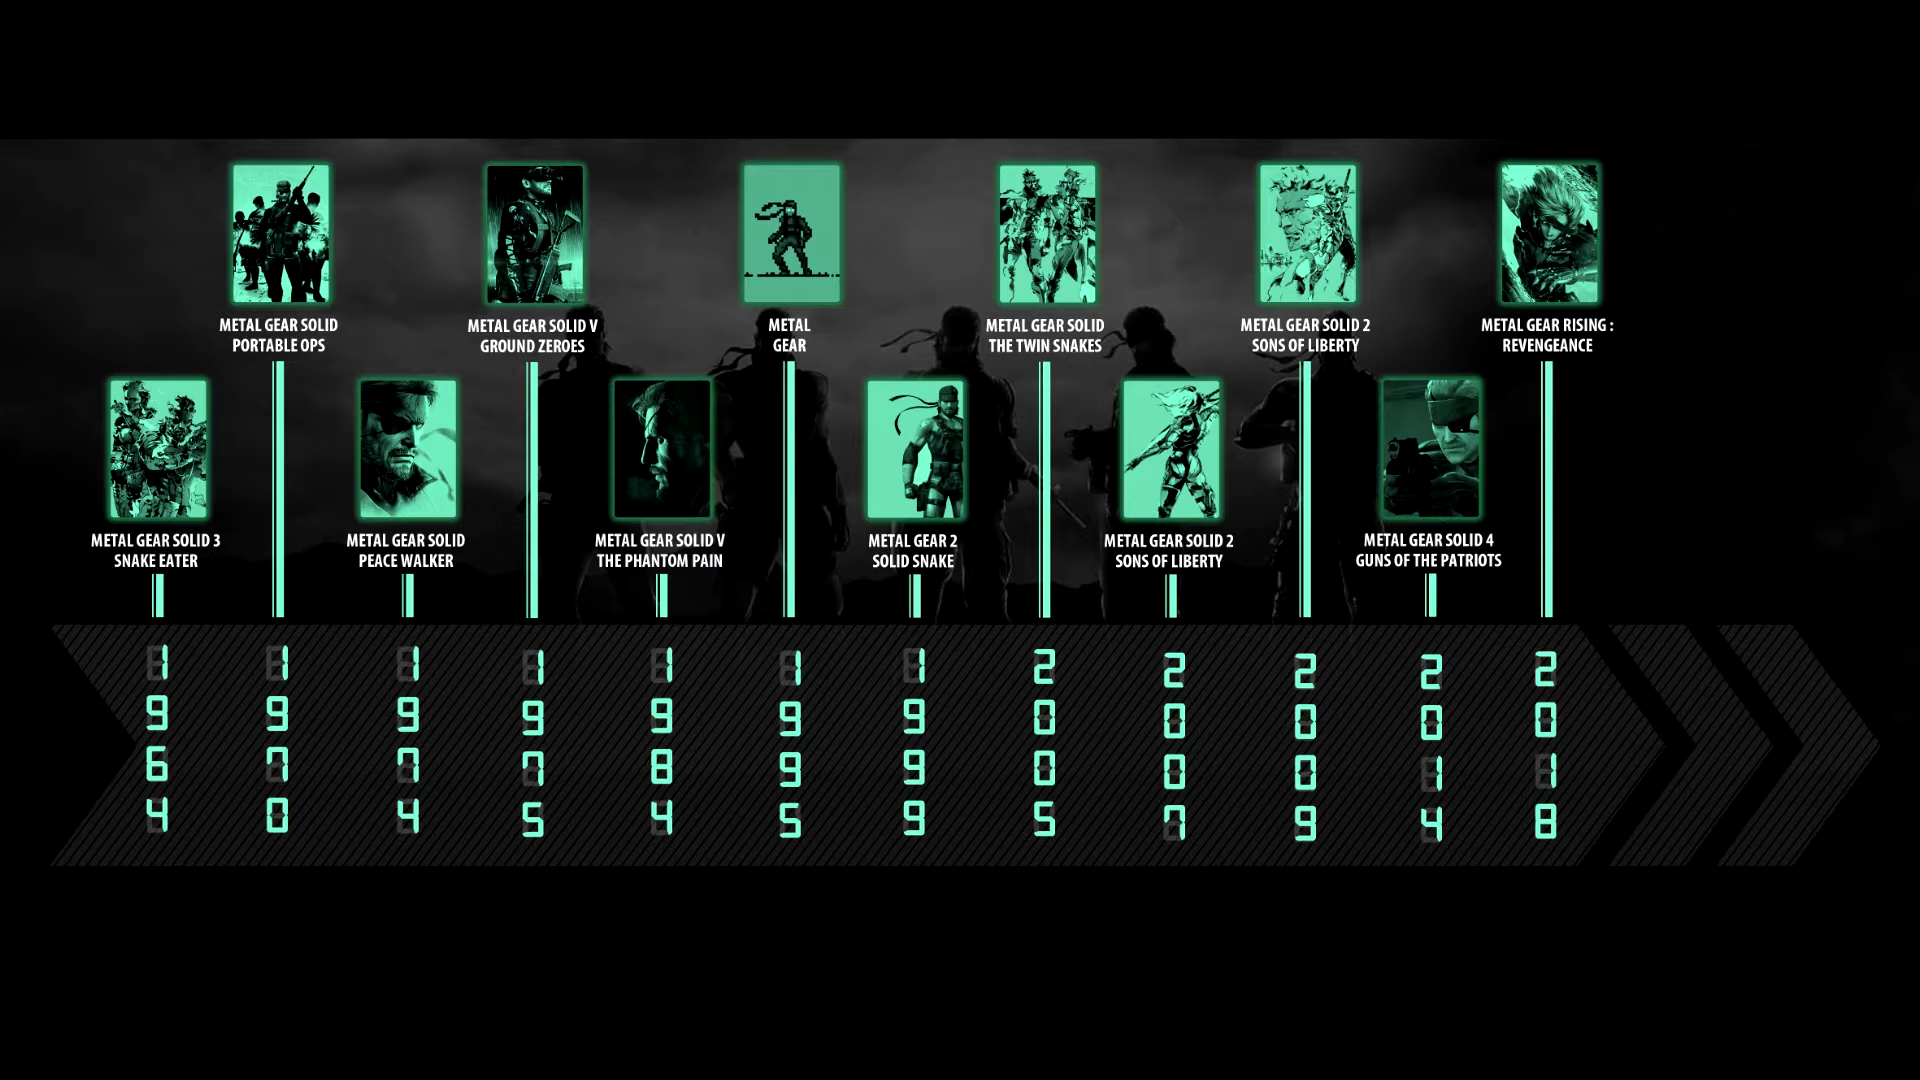 METAL GEAR SOLID
PORTABLE OPS
METAL GEAR SOLID V
GROUND ZEROES
METAL
GEAR
METAL GEAR SOLID
THE TWIN SNAKES
METAL GEAR SOLID 2
SONS OF LIBERTY
METAL GEAR RISING :
REVENGEANCE
METAL GEAR SOLID 3
SNAKE EATER
METAL GEAR SOLID
PEACE WALKER
METAL GEAR SOLID V
THE PHANTOM PAIN
METAL GEAR 2
SOLID SNAKE
METAL GEAR SOLID 2
SONS OF LIBERTY
METAL GEAR SOLID 4
GUNS OF THE PATRIOTS
1964
1970
1974
1975
1984
1995
1999
2005
2007
2009
2014
2018